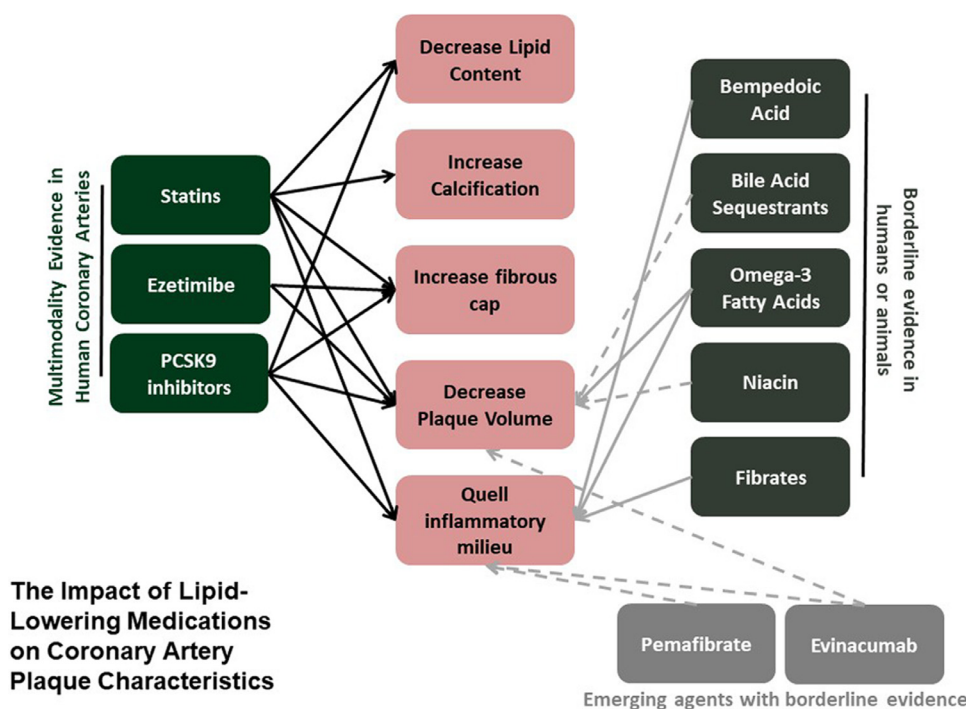 Multimodality Evidence in
Human Coronary Arteries
Statins
Ezetimibe
PCSK9
inhibitors
Decrease Lipid
Content
Increase
Calcification
Increase fibrous
cap
Decrease
Plaque Volume
Quell
inflammatory
milieu
Bempedoic
Acid
Bile Acid
Sequestrants
Omega-3
Fatty Acids
Niacin
Fibrates
Borderline evidence in
humans or animals
The Impact of Lipid-
Lowering Medications
on Coronary Artery
Plaque Characteristics
Pemafibrate
Evinacumab
Emerging agents with borderline evidence